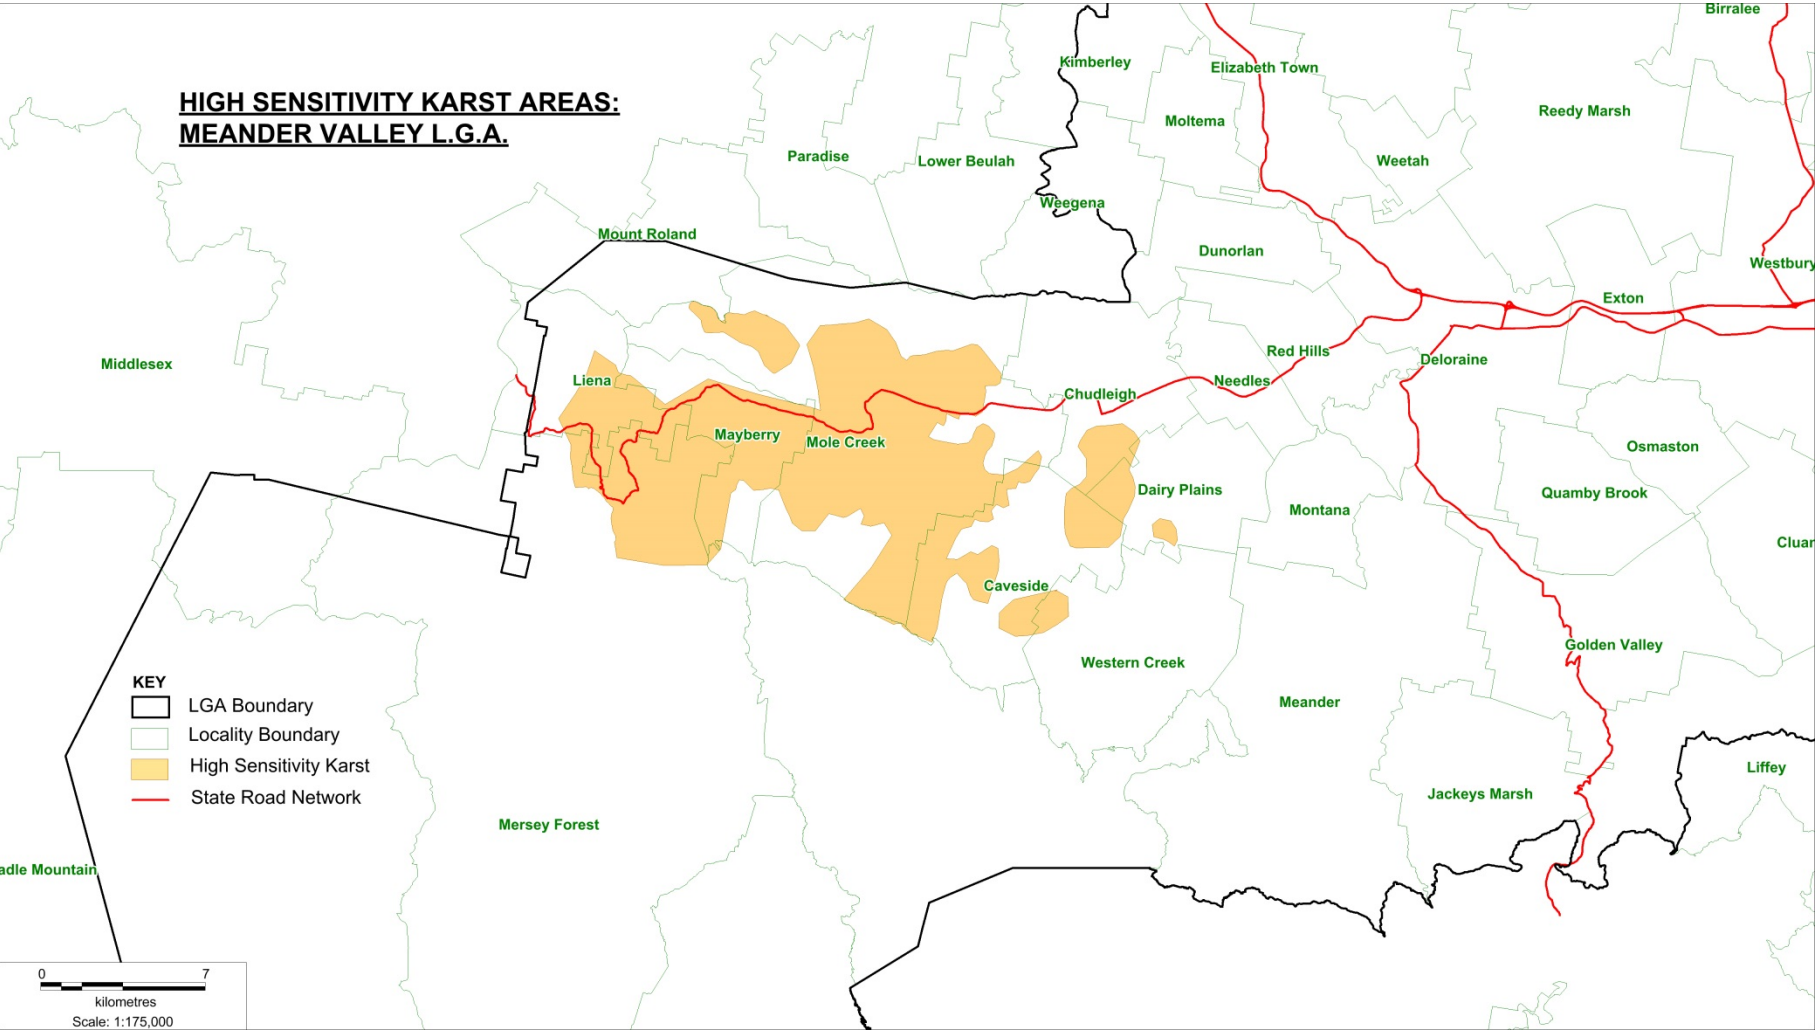 Birralee
Kimberley
Elizabeth Town
HIGH SENSITIVITY KARST AREAS:
MEANDER VALLEY L.G.A.
Reedy Marsh
Moltema
Paradise
Lower Beulah
Weetah
Weegena
Mount Roland
Dunorlan
Westbury
Exton
Middlesex
Red Hills
Deloraine
Liena
Needles
Chudleigh
Mayberry
Mole Creek
Osmaston
Dairy Plains
Quamby Brook
Montana
Cluan
Caveside
Golden Valley
Western Creek
KEY
LGA Boundary
Locality Boundary
High Sensitivity Karst
State Road Network
Meander
Liffey
Jackeys Marsh
Mersey Forest
adle Mountain
0 7
kilometres
Scale: 1:175,000